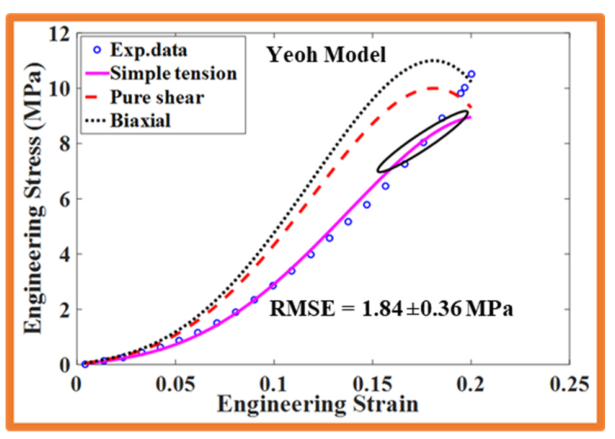 Yeoh Model
Exp.data
Simple tension
Pure shear
Biaxial
12
10
8
6
4
2
0
Engineering Stress (MPa)
RMSE = 1.84±0.36 MPa
0
0.05
0.1
0.15
0.2
0.25
Engineering Strain